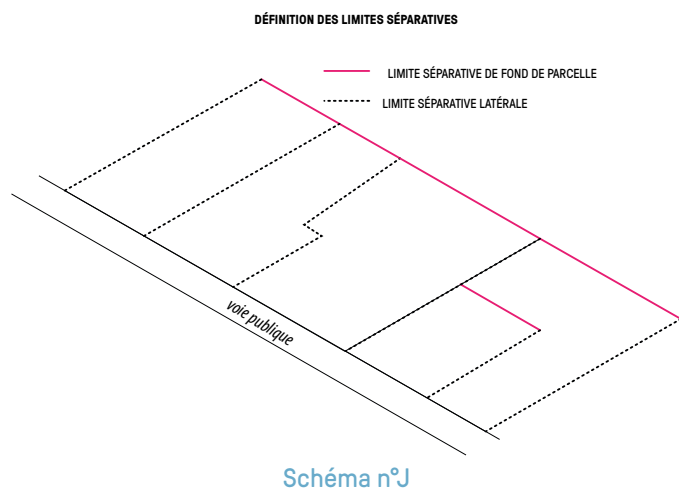 DÉFINITION DES LIMITES SÉPARATIVES
LIMITE SÉPARATIVE DE FOND DE PARCELLE
LIMITE SÉPARATIVE LATÉRALE
voie publique
Schéma n°J